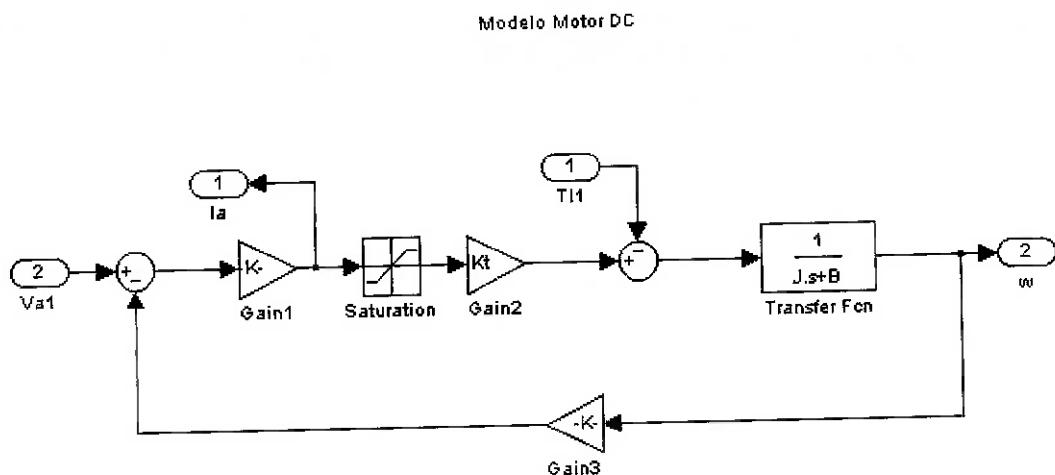 Modelo Motor DC
1
Ia
1
Tl1
2
Va1
+
−
K-
Gain1
Saturation
Kt
Gain2
+
−
1
J.s+B
Transfer Fcn
2
w
-K-
Gain3